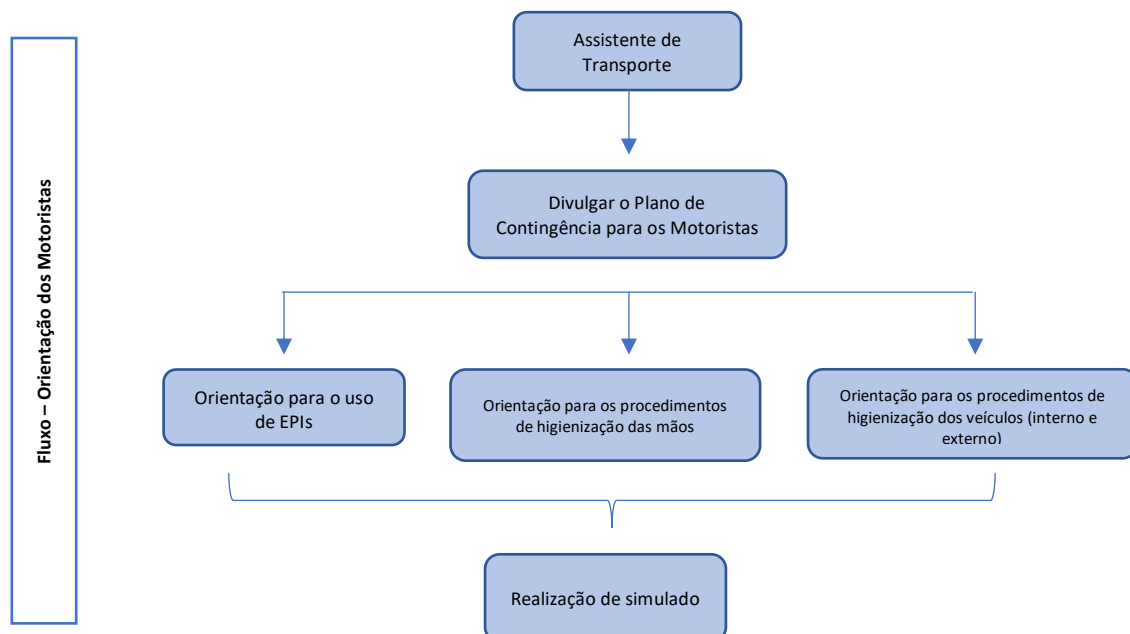 Fluxo – Orientação dos Motoristas
Assistente de
Transporte
Divulgar o Plano de
Contingência para os Motoristas
Orientação para o uso
de EPIs
Orientação para os procedimentos
de higienização das mãos
Orientação para os procedimentos de
higienização dos veículos (interno e
externo)
Realização de simulado